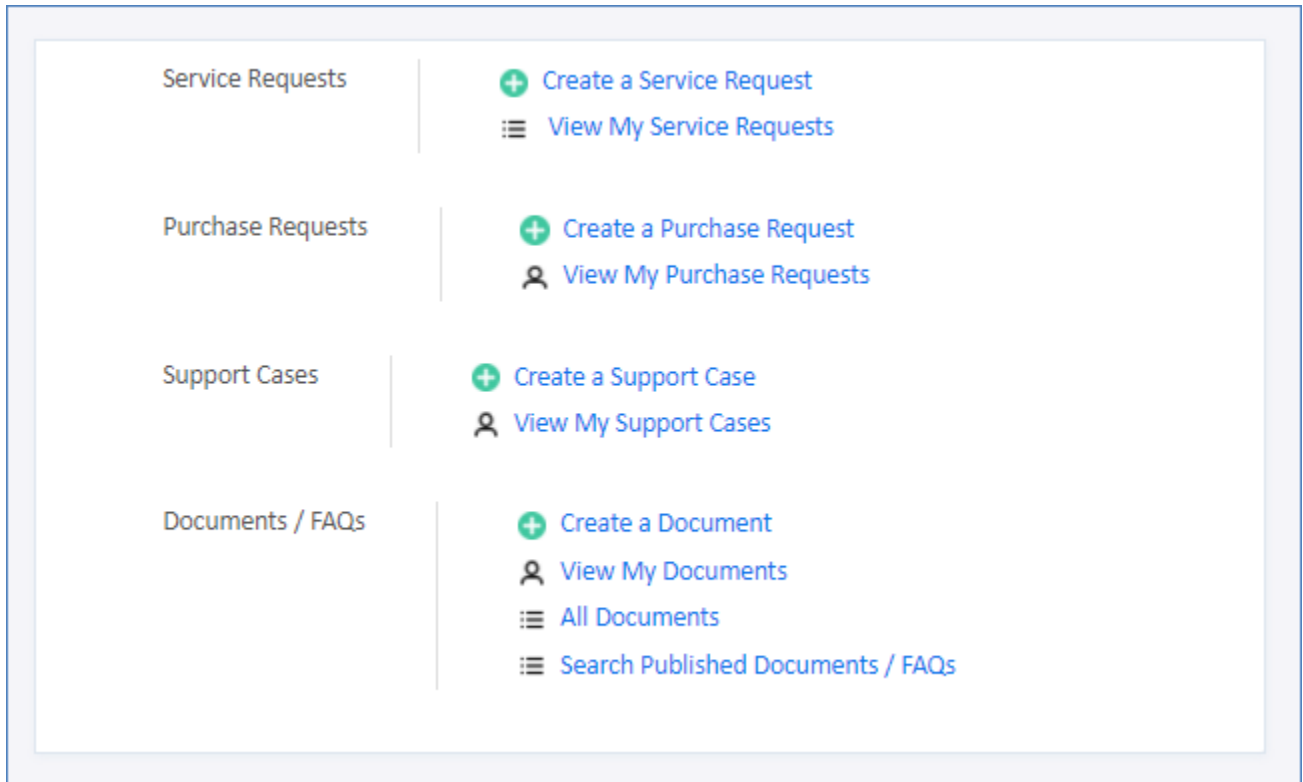 Service Requests
Create a Service Request
View My Service Requests
Purchase Requests
Create a Purchase Request
View My Purchase Requests
Support Cases
Create a Support Case
View My Support Cases
Documents / FAQs
Create a Document
View My Documents
All Documents
Search Published Documents / FAQs